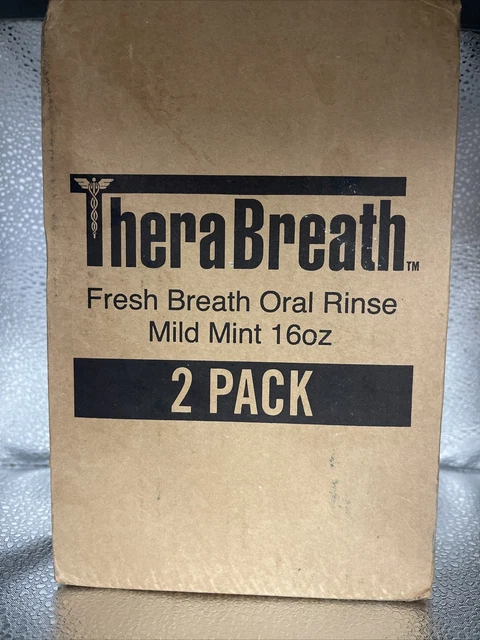 TheraBreath™
Fresh Breath Oral Rinse
Mild Mint 16oz
2 PACK